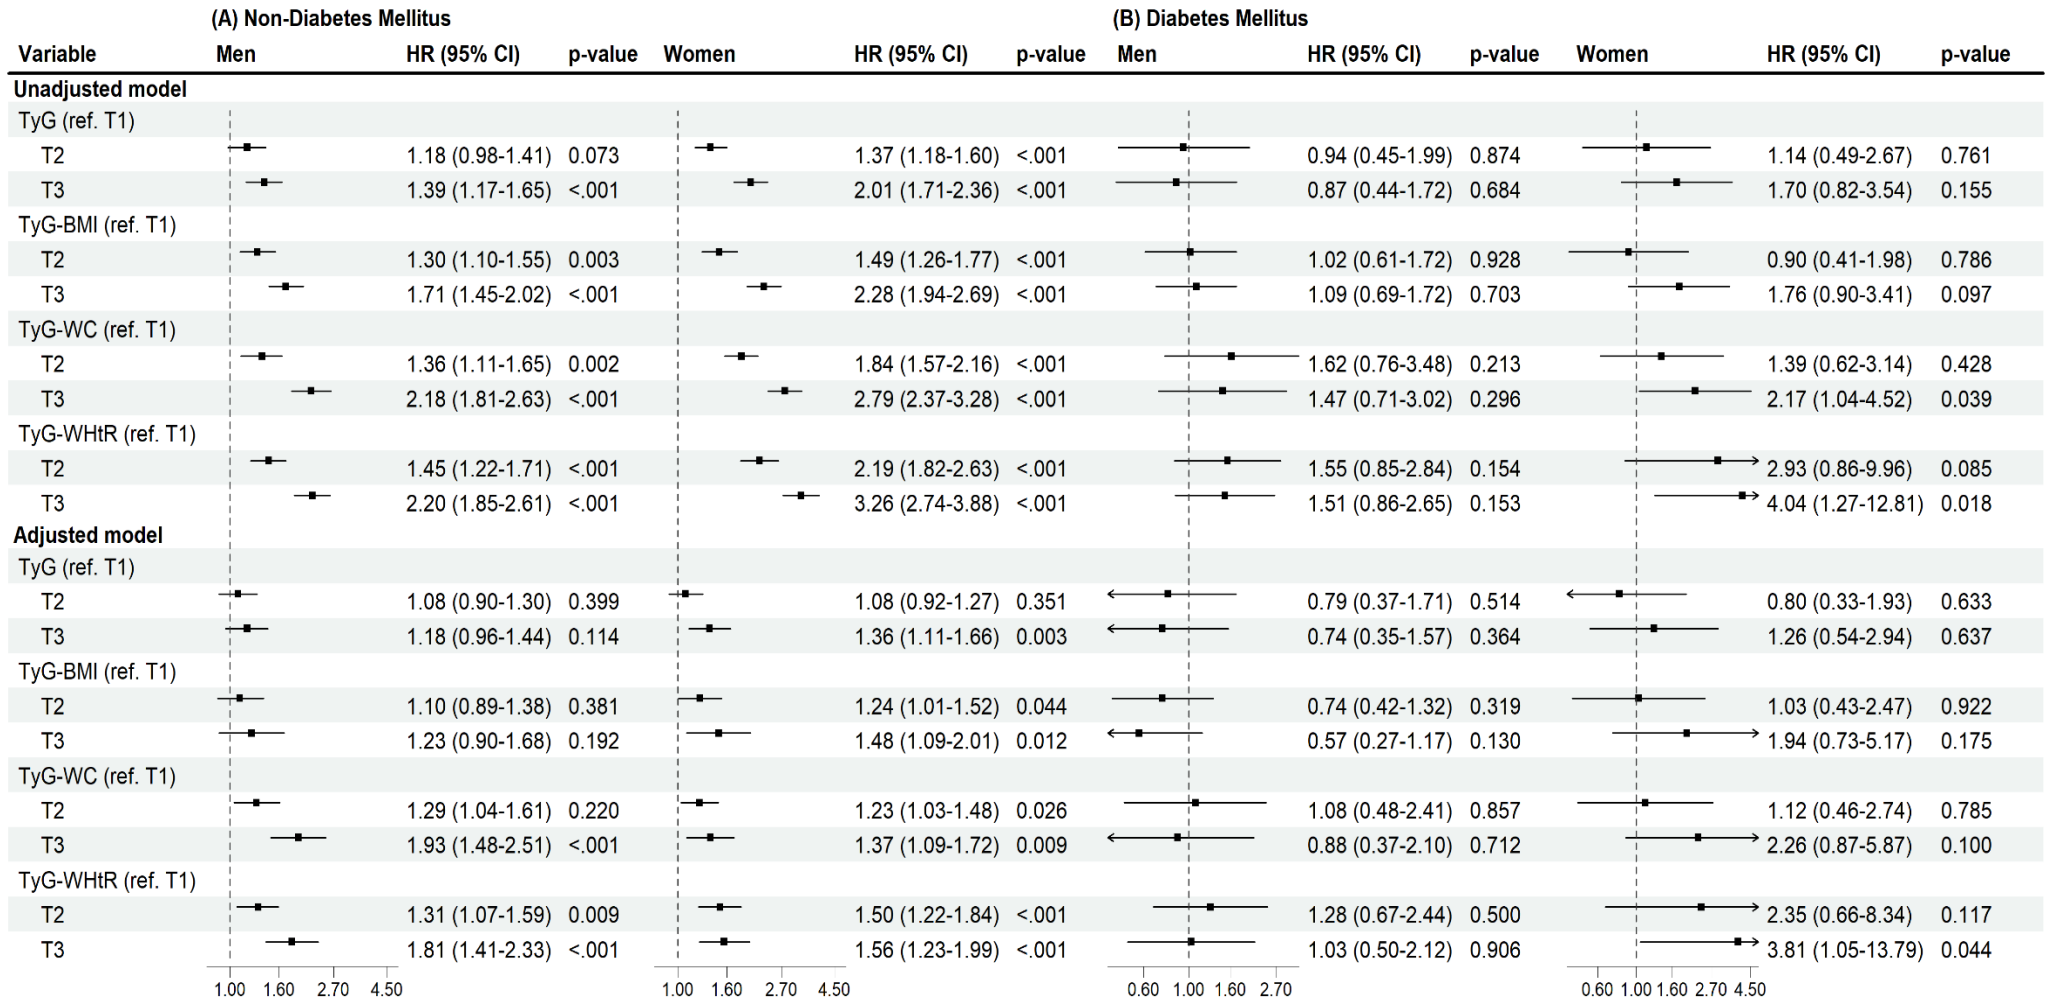 (A) Non-Diabetes Mellitus (B) Diabetes Mellitus
Variable Men HR (95% CI) p-value Women HR (95% CI) p-value Men HR (95% CI) p-value Women HR (95% CI) p-value
Unadjusted model
TyG (ref. T1)
T2 1.18 (0.98-1.41) 0.073 1.37 (1.18-1.60) <.001 0.94 (0.45-1.99) 0.874 1.14 (0.49-2.67) 0.761
T3 1.39 (1.17-1.65) <.001 2.01 (1.71-2.36) <.001 0.87 (0.44-1.72) 0.684 1.70 (0.82-3.54) 0.155
TyG-BMI (ref. T1)
T2 1.30 (1.10-1.55) 0.003 1.49 (1.26-1.77) <.001 1.02 (0.61-1.72) 0.928 0.90 (0.41-1.98) 0.786
T3 1.71 (1.45-2.02) <.001 2.28 (1.94-2.69) <.001 1.09 (0.69-1.72) 0.703 1.76 (0.90-3.41) 0.097
TyG-WC (ref. T1)
T2 1.36 (1.11-1.65) 0.002 1.84 (1.57-2.16) <.001 1.62 (0.76-3.48) 0.213 1.39 (0.62-3.14) 0.428
T3 2.18 (1.81-2.63) <.001 2.79 (2.37-3.28) <.001 1.47 (0.71-3.02) 0.296 2.17 (1.04-4.52) 0.039
TyG-WHtR (ref. T1)
T2 1.45 (1.22-1.71) <.001 2.19 (1.82-2.63) <.001 1.55 (0.85-2.84) 0.154 2.93 (0.86-9.96) 0.085
T3 2.20 (1.85-2.61) <.001 3.26 (2.74-3.88) <.001 1.51 (0.86-2.65) 0.153 4.04 (1.27-12.81) 0.018
Adjusted model
TyG (ref. T1)
T2 1.08 (0.90-1.30) 0.399 1.08 (0.92-1.27) 0.351 0.79 (0.37-1.71) 0.514 0.80 (0.33-1.93) 0.633
T3 1.18 (0.96-1.44) 0.114 1.36 (1.11-1.66) 0.003 0.74 (0.35-1.57) 0.364 1.26 (0.54-2.94) 0.637
TyG-BMI (ref. T1)
T2 1.10 (0.89-1.38) 0.381 1.24 (1.01-1.52) 0.044 0.74 (0.42-1.32) 0.319 1.03 (0.43-2.47) 0.922
T3 1.23 (0.90-1.68) 0.192 1.48 (1.09-2.01) 0.012 0.57 (0.27-1.17) 0.130 1.94 (0.73-5.17) 0.175
TyG-WC (ref. T1)
T2 1.29 (1.04-1.61) 0.220 1.23 (1.03-1.48) 0.026 1.08 (0.48-2.41) 0.857 1.12 (0.46-2.74) 0.785
T3 1.93 (1.48-2.51) <.001 1.37 (1.09-1.72) 0.009 0.88 (0.37-2.10) 0.712 2.26 (0.87-5.87) 0.100
TyG-WHtR (ref. T1)
T2 1.31 (1.07-1.59) 0.009 1.50 (1.22-1.84) <.001 1.28 (0.67-2.44) 0.500 2.35 (0.66-8.34) 0.117
T3 1.81 (1.41-2.33) <.001 1.56 (1.23-1.99) <.001 1.03 (0.50-2.12) 0.906 3.81 (1.05-13.79) 0.044
1.00 1.60 2.70 4.50 1.00 1.60 2.70 4.50 0.60 1.00 1.60 2.70 0.60 1.00 1.60 2.70 4.50